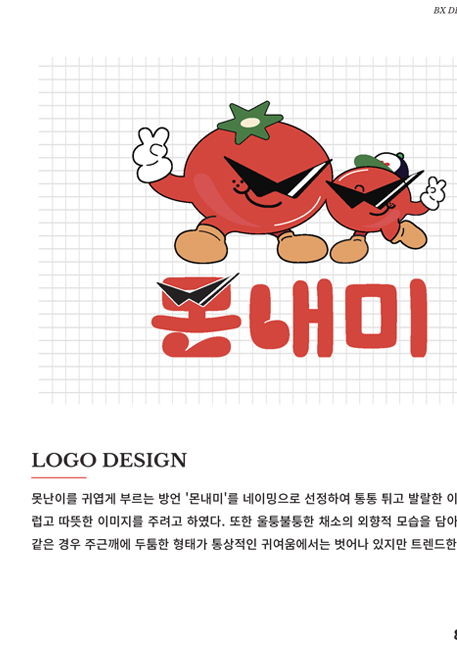 BX
몬내미
LOGO DESIGN
못난이를 귀엽게 부르는 방언 '몬내미'를 네이밍으로 선정하여 통통 튀고 발랄한
럽고 따뜻한 이미지를 주려고 하였다. 또한 울퉁불퉁한 채소의 외향적 모습을 담아
같은 경우 주근깨에 두툼한 형태가 통상적인 귀여움에서는 벗어나 있지만 트렌드한